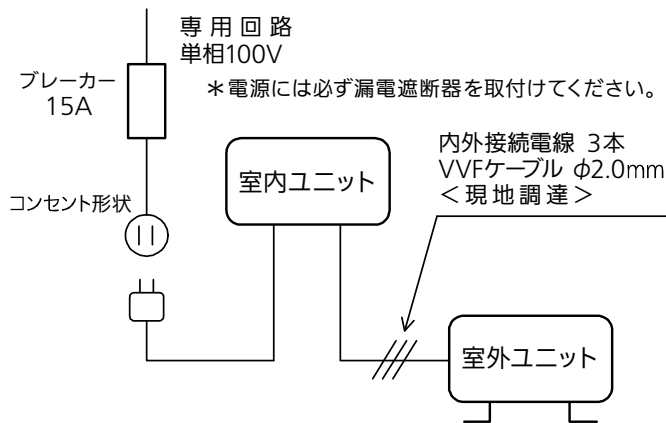 専用回路
単相100V
ブレーカー
15A
＊電源には必ず漏電遮断器を取付けてください。
内外接続電線 3本
VVFケーブル φ2.0mm
＜現地調達＞
室内ユニット
コンセント形状
室外ユニット